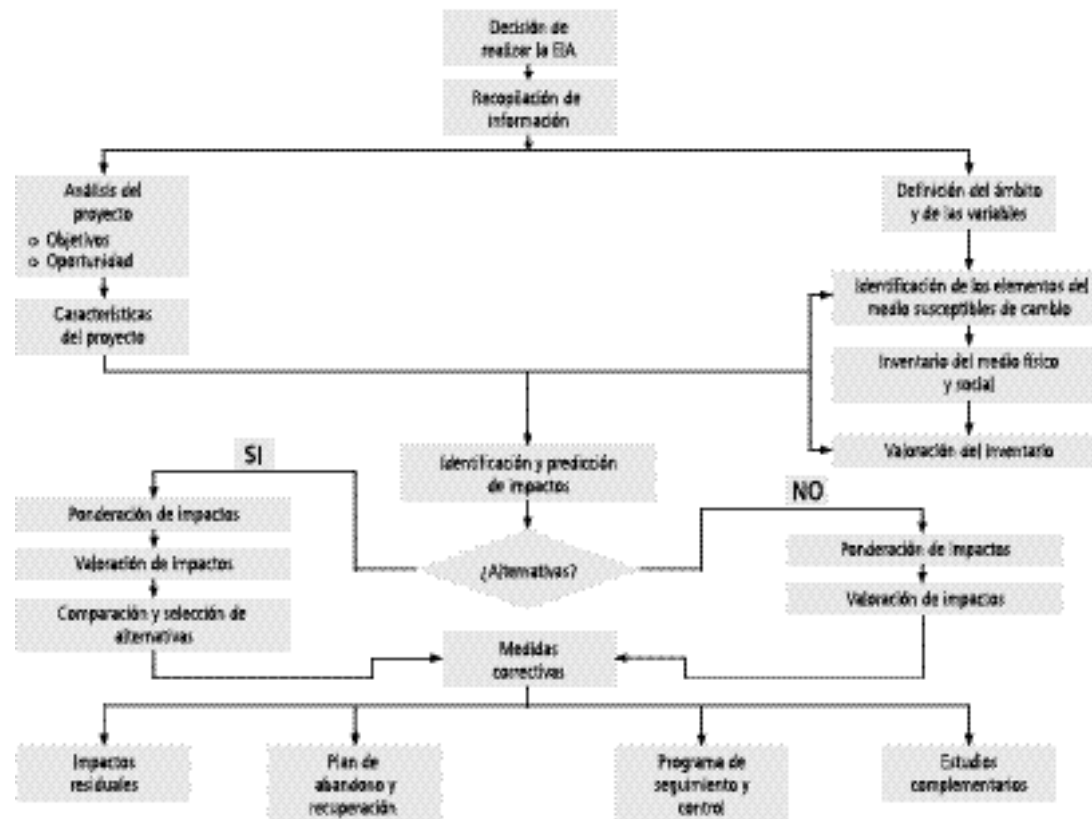 Decisión de
realizar la EIA
Recopilación de
información
Análisis del
proyecto
o Objetivos
o Oportunidad
Características
del proyecto
Definición del ámbito
y de las variables
Identificación de los elementos del
medio susceptibles de cambio
Inventario del medio físico
y social
Valoración del inventario
Identificación y predicción
de impactos
¿Alternativas?
SI
Ponderación de impactos
Valoración de impactos
Comparación y selección de
alternativas
NO
Ponderación de impactos
Valoración de impactos
Medidas
correctivas
Impactos
residuales
Plan de
abandono y
recuperación
Programa de
seguimiento y
control
Estudios
complementarios